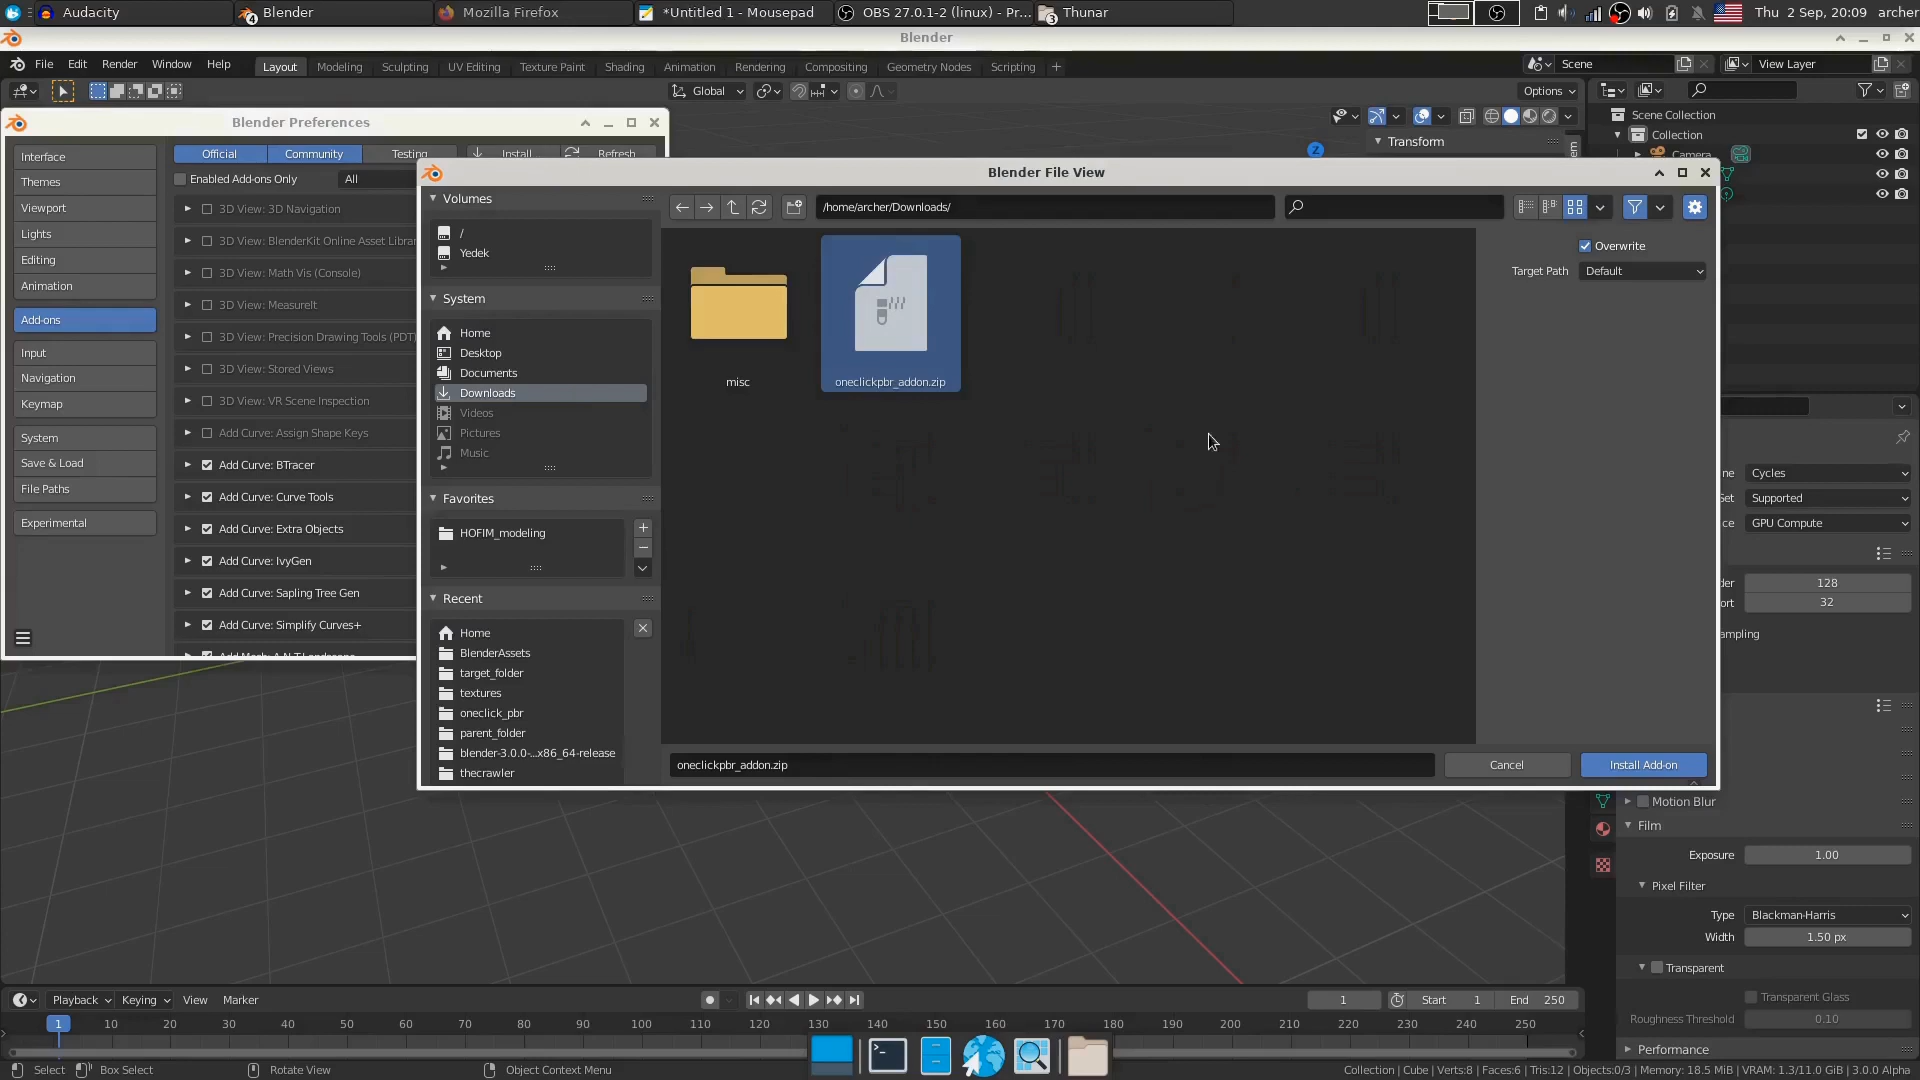 Audacity
4 Blender
Mozilla Firefox
*Untitled 1 - Mousepad
OBS 27.0.1-2 (linux) - Pr...
3 Thunar
Thu 2 Sep, 20:09 archer
Blender
File Edit Render Window Help
Layout Modeling Sculpting UV Editing Texture Paint Shading Animation Rendering Compositing Geometry Nodes Scripting +
Scene
View Layer
Global
Options
Scene Collection
Collection
Camera
Transform
Z
Blender Preferences
Interface
Themes
Viewport
Lights
Editing
Animation
Add-ons
Input
Navigation
Keymap
System
Save & Load
File Paths
Experimental
Official Community Testing Install... Refresh
Enabled Add-ons Only All
3D View: 3D Navigation
3D View: BlenderKit Online Asset Librar
3D View: Math Vis (Console)
3D View: MeasureIt
3D View: Precision Drawing Tools (PDT)
3D View: Stored Views
3D View: VR Scene Inspection
Add Curve: Assign Shape Keys
Add Curve: BTracer
Add Curve: Curve Tools
Add Curve: Extra Objects
Add Curve: IvyGen
Add Curve: Sapling Tree Gen
Add Curve: Simplify Curves+
Blender File View
Volumes
/
Yedek
System
Home
Desktop
Documents
Downloads
Videos
Pictures
Music
Favorites
HOFIM_modeling
Recent
Home
BlenderAssets
target_folder
textures
oneclick_pbr
parent_folder
blender-3.0.0-...x86_64-release
thecrawler
/home/archer/Downloads/
misc
oneclickpbr_addon.zip
Overwrite
Target Path Default
oneclickpbr_addon.zip
Cancel
Install Add-on
ne Cycles
Set Supported
ce GPU Compute
der 128
ort 32
ampling
Motion Blur
Film
Exposure 1.00
Pixel Filter
Type Blackman-Harris
Width 1.50 px
Transparent
Transparent Glass
Roughness Threshold 0.10
Performance
Playback Keying View Marker
1 Start 1 End 250
1 10 20 30 40 50 60 70 80 90 100 110 120 130 140 150 160 170 180 190 200 210 220 230 240 250
Select Box Select Rotate View Object Context Menu
Collection | Cube | Verts:8 | Faces:6 | Tris:12 | Objects:0/3 | Memory: 18.5 MiB | VRAM: 1.3/11.0 GiB | 3.0.0 Alpha